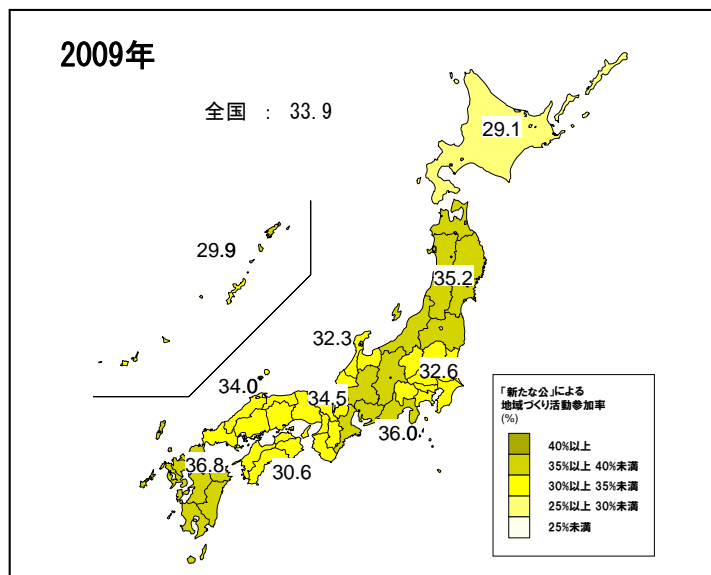 2009年
全国 : 33.9
29.1
29.9
35.2
32.3
32.6
34.0
34.5
36.0
36.8
30.6
「新たな公」による
地域づくり活動参加率
(%)
40%以上
35%以上 40%未満
30%以上 35%未満
25%以上 30%未満
25%未満